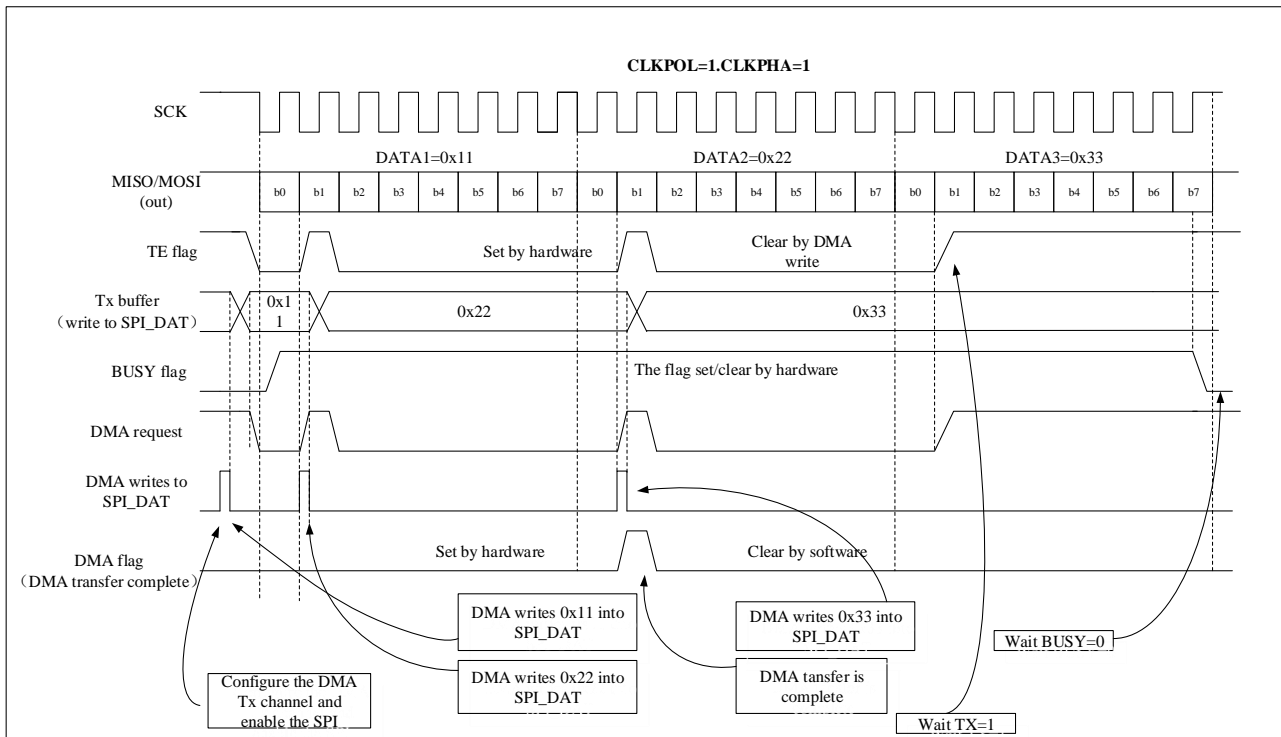 CLKPOL=1.CLKPHA=1
SCK
DATA1=0x11
DATA2=0x22
DATA3=0x33
MISO/MOSI
(out)
b0 b1 b2 b3 b4 b5 b6 b7 b0 b1 b2 b3 b4 b5 b6 b7 b0 b1 b2 b3 b4 b5 b6 b7
TE flag
Set by hardware
Clear by DMA
write
Tx buffer
（write to SPI_DAT）
0x1
1
0x22
0x33
BUSY flag
The flag set/clear by hardware
DMA request
DMA writes to
SPI_DAT
DMA flag
（DMA transfer complete）
Set by hardware
Clear by software
DMA writes 0x11 into
SPI_DAT
DMA writes 0x33 into
SPI_DAT
Wait BUSY=0
Configure the DMA
Tx channel and
enable the SPI
DMA writes 0x22 into
SPI_DAT
DMA tansfer is
complete
Wait TX=1